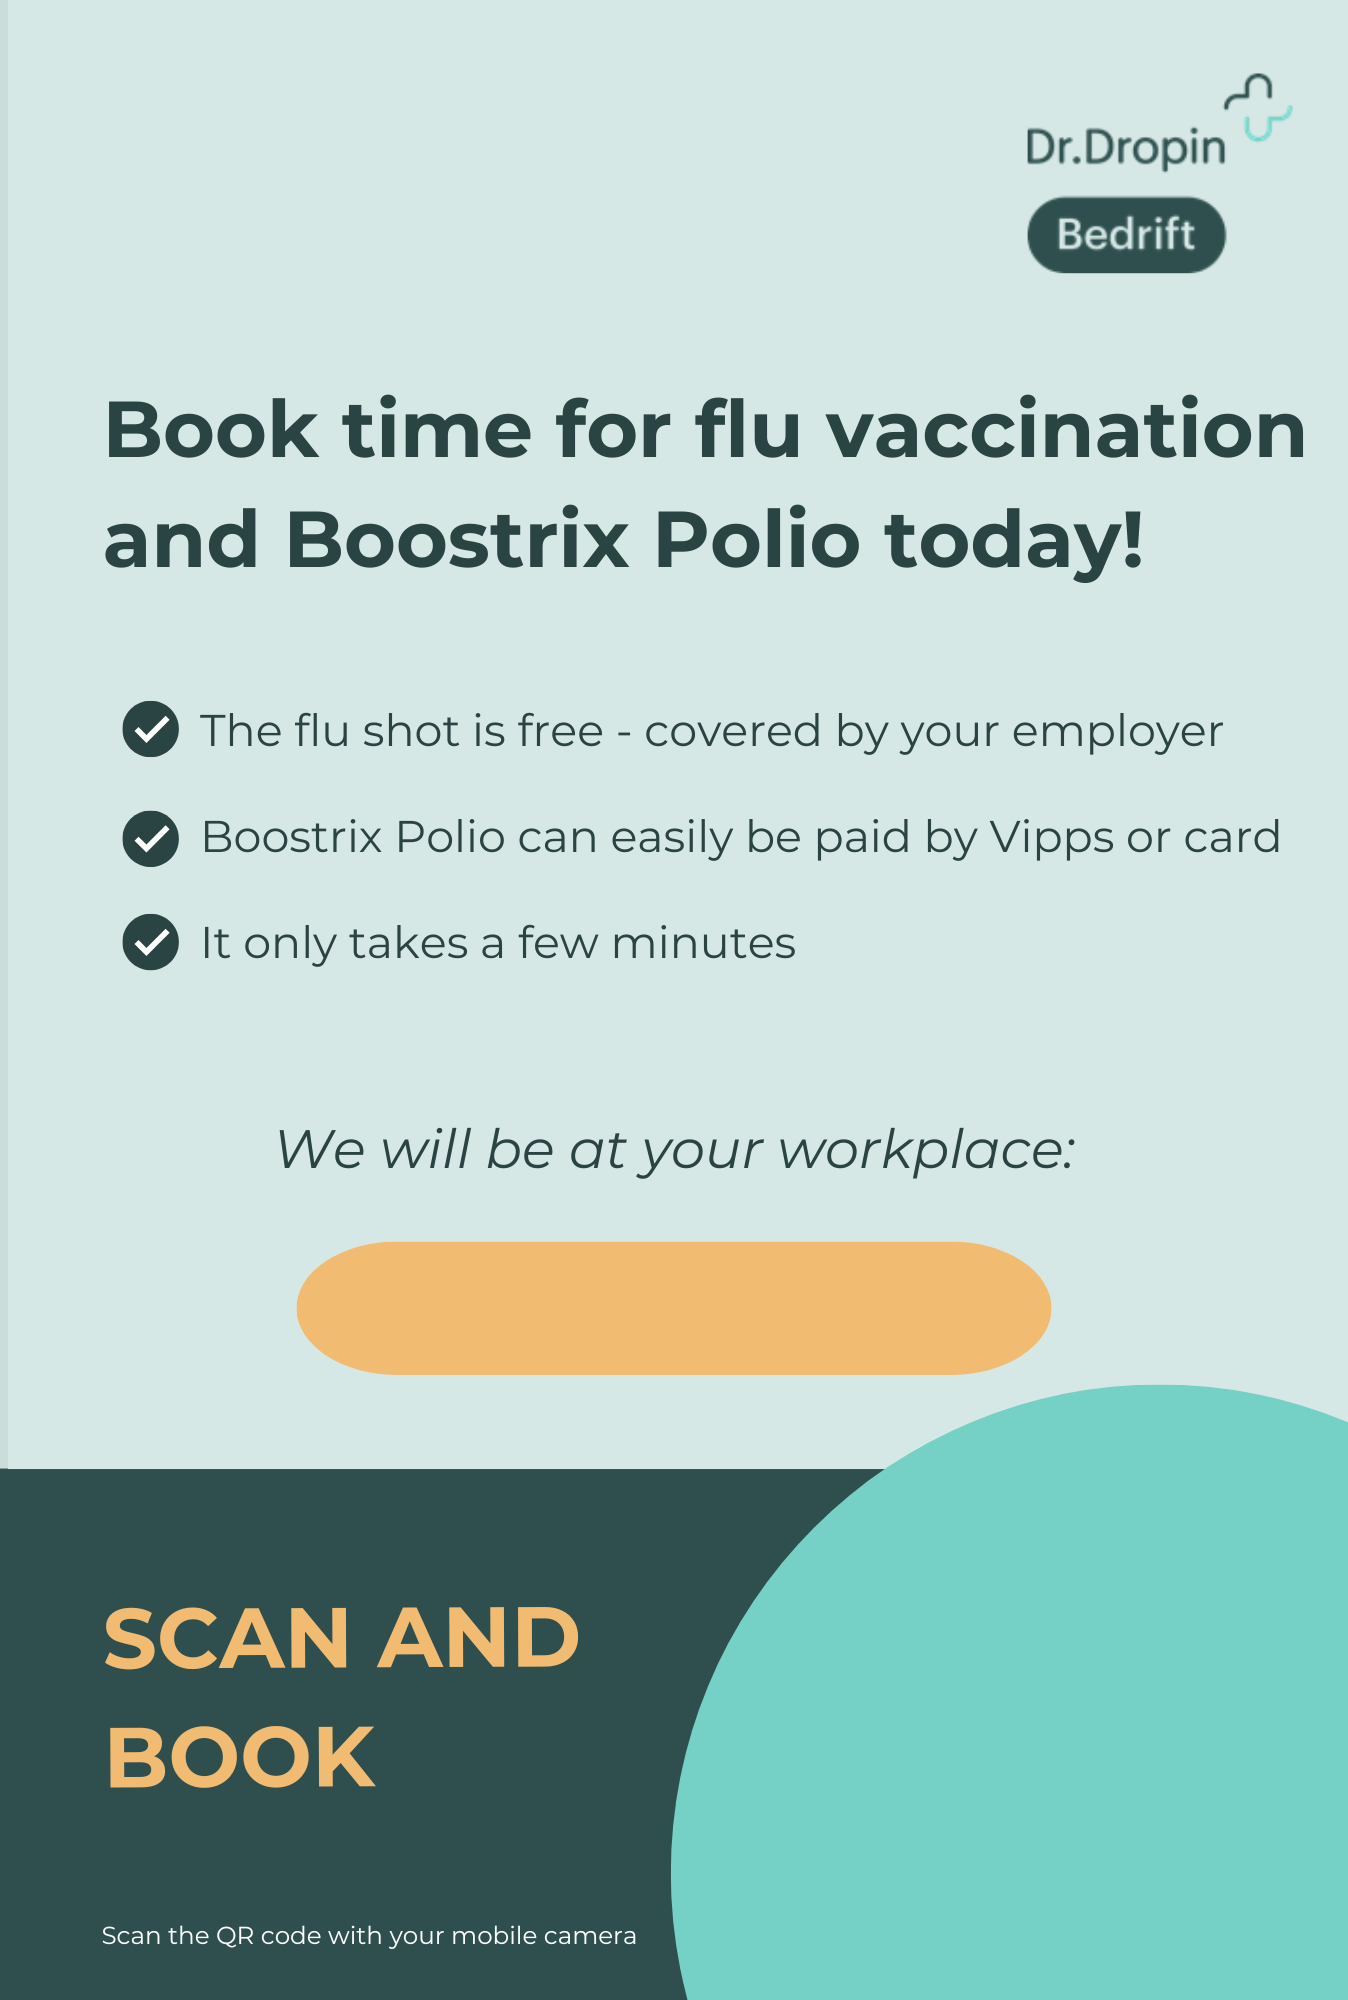 Dr.Dropin
Bedrift
Book time for flu vaccination
and Boostrix Polio today!
The flu shot is free - covered by your employer
Boostrix Polio can easily be paid by Vipps or card
It only takes a few minutes
We will be at your workplace:
SCAN AND
BOOK
Scan the QR code with your mobile camera